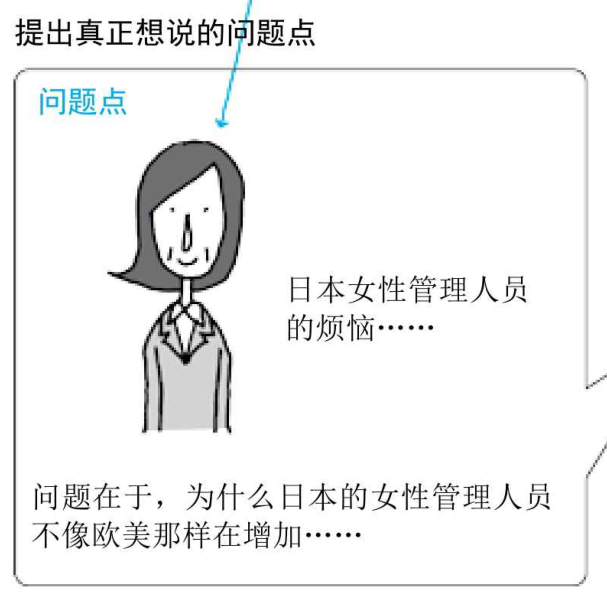 提出真正想说的问题点
问题点
日本女性管理人员
的烦恼……
问题在于，为什么日本的女性管理人员
不像欧美那样在增加……